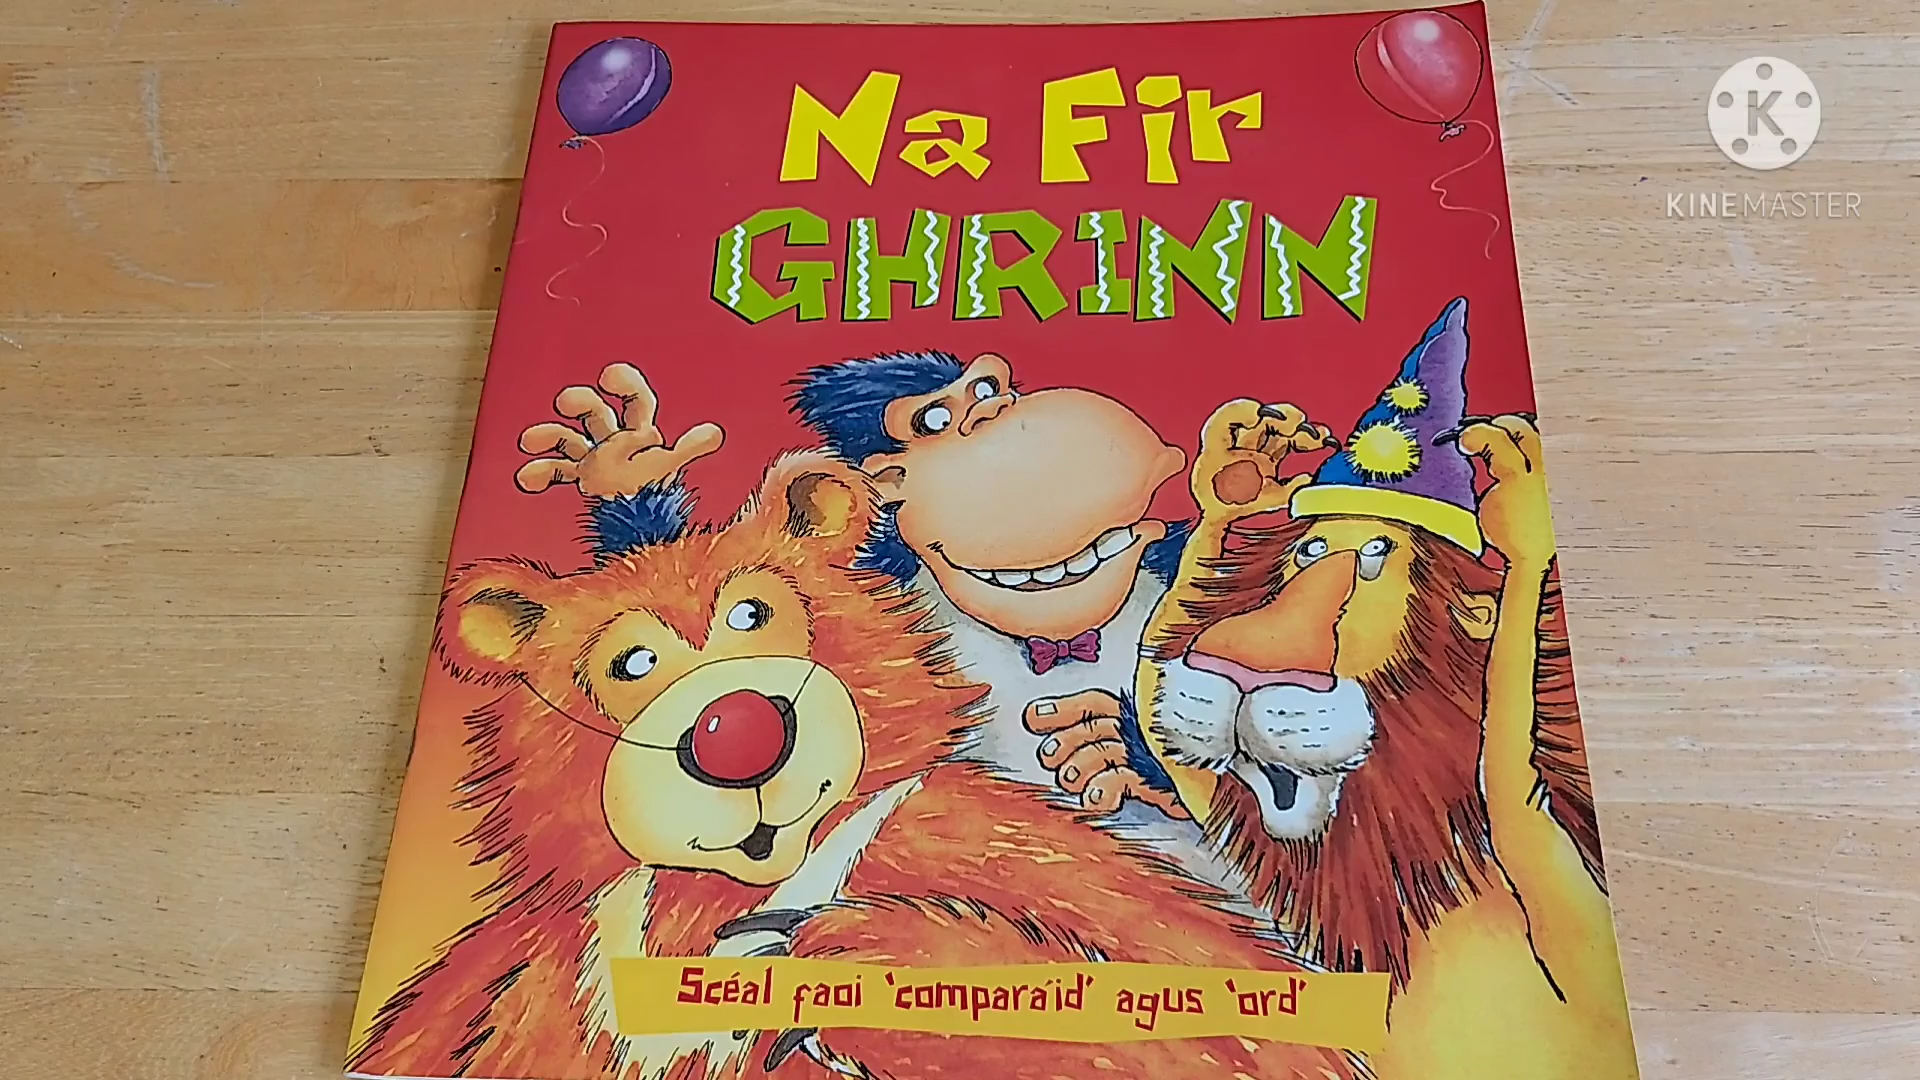 Na Fir
GHRINN
Scéal faoi 'comparáid' agus 'ord'
K
KINEMASTER